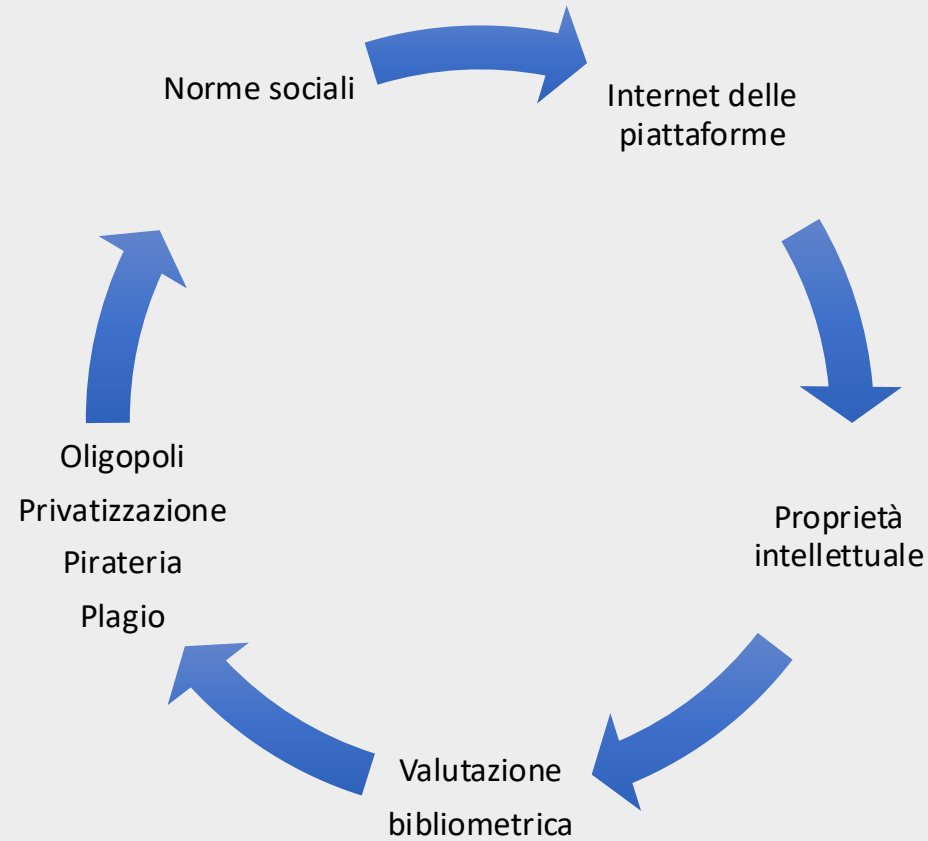 Norme sociali
Internet delle
piattaforme
Proprietà
intellettuale
Valutazione
bibliometrica
Oligopoli
Privatizzazione
Pirateria
Plagio